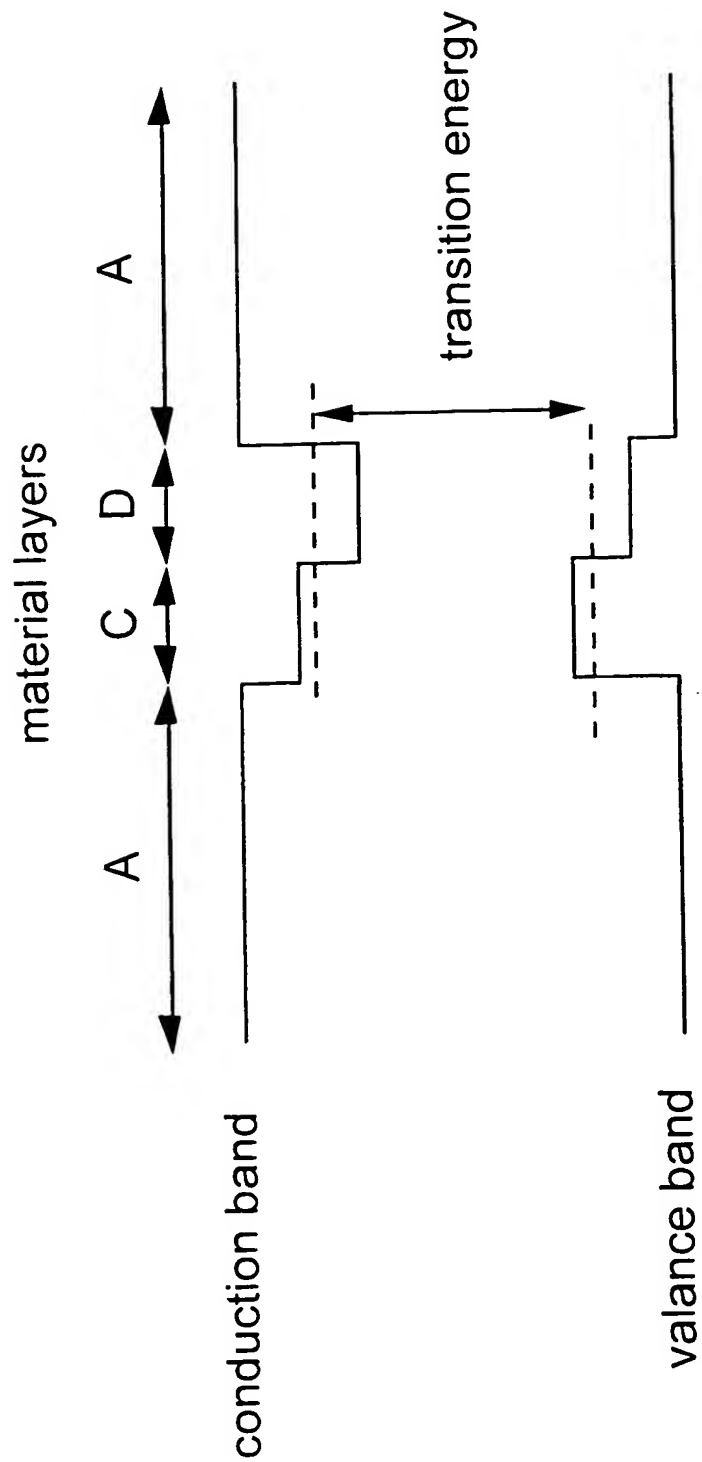 material layers
A
C
D
A
conduction band
transition energy
valance band